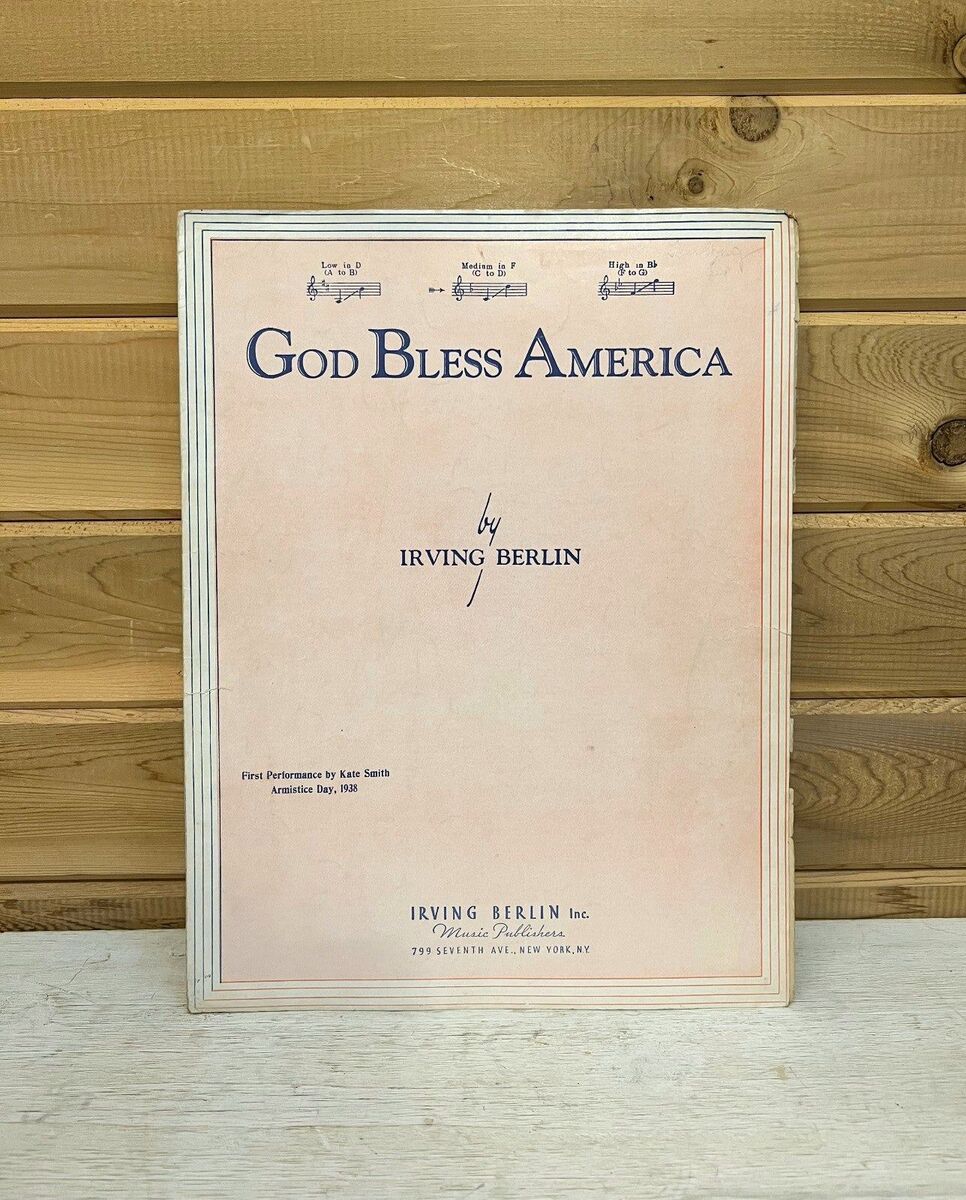 Low in D
(A to B)
Medium in F
(C to D)
High in B♭
(F to G)
GOD BLESS AMERICA
by
IRVING BERLIN
First Performance by Kate Smith
Armistice Day, 1938
IRVING BERLIN Inc.
Music Publishers
799 SEVENTH AVE., NEW YORK, N.Y.